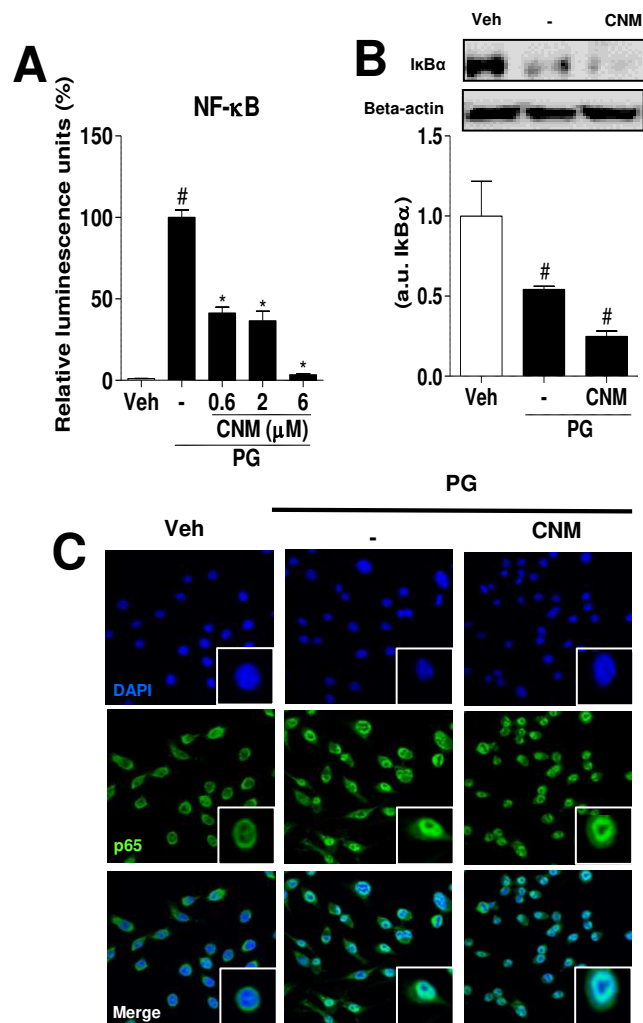 A
NF-κB
Relative luminescence units (%)
150
100
50
0
Veh
-
0.6
2
6
CNM (μM)
PG
B
Veh
-
CNM
IκBα
Beta-actin
(a.u. IkBα)
1.5
1.0
0.5
0.0
#
*
*
*
#
#
Veh
-
CNM
PG
C
PG
Veh
-
CNM
DAPI
p65
Merge